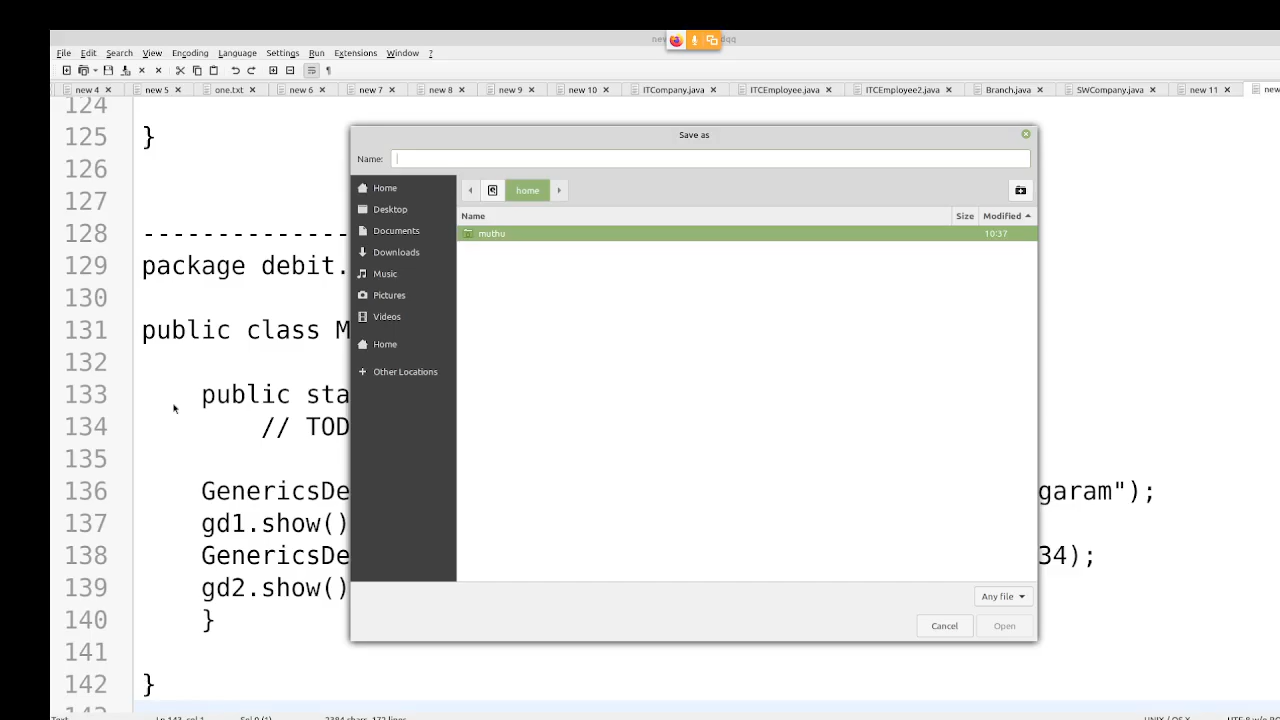 File Edit Search View Encoding Language Settings Run Extensions Window ?
new 4 new 5 one.txt new 6 new 7 new 8 new 9 new 10 ITCompany.java ITCEmployee.java ITCEmployee2.java Branch.java SWCompany.java new 11 new
124
125 }
126
127
128 --------------
129 package debit.
130
131 public class M
132
133 public sta
134 // TOD
135
136 GenericsDe garam");
137 gd1.show()
138 GenericsDe 34);
139 gd2.show()
140 }
141
142 }
Save as
Name:
Home
Desktop
Documents
Downloads
Music
Pictures
Videos
Home
Other Locations
home
Name Size Modified
muthu 10:37
Any file
Cancel Open